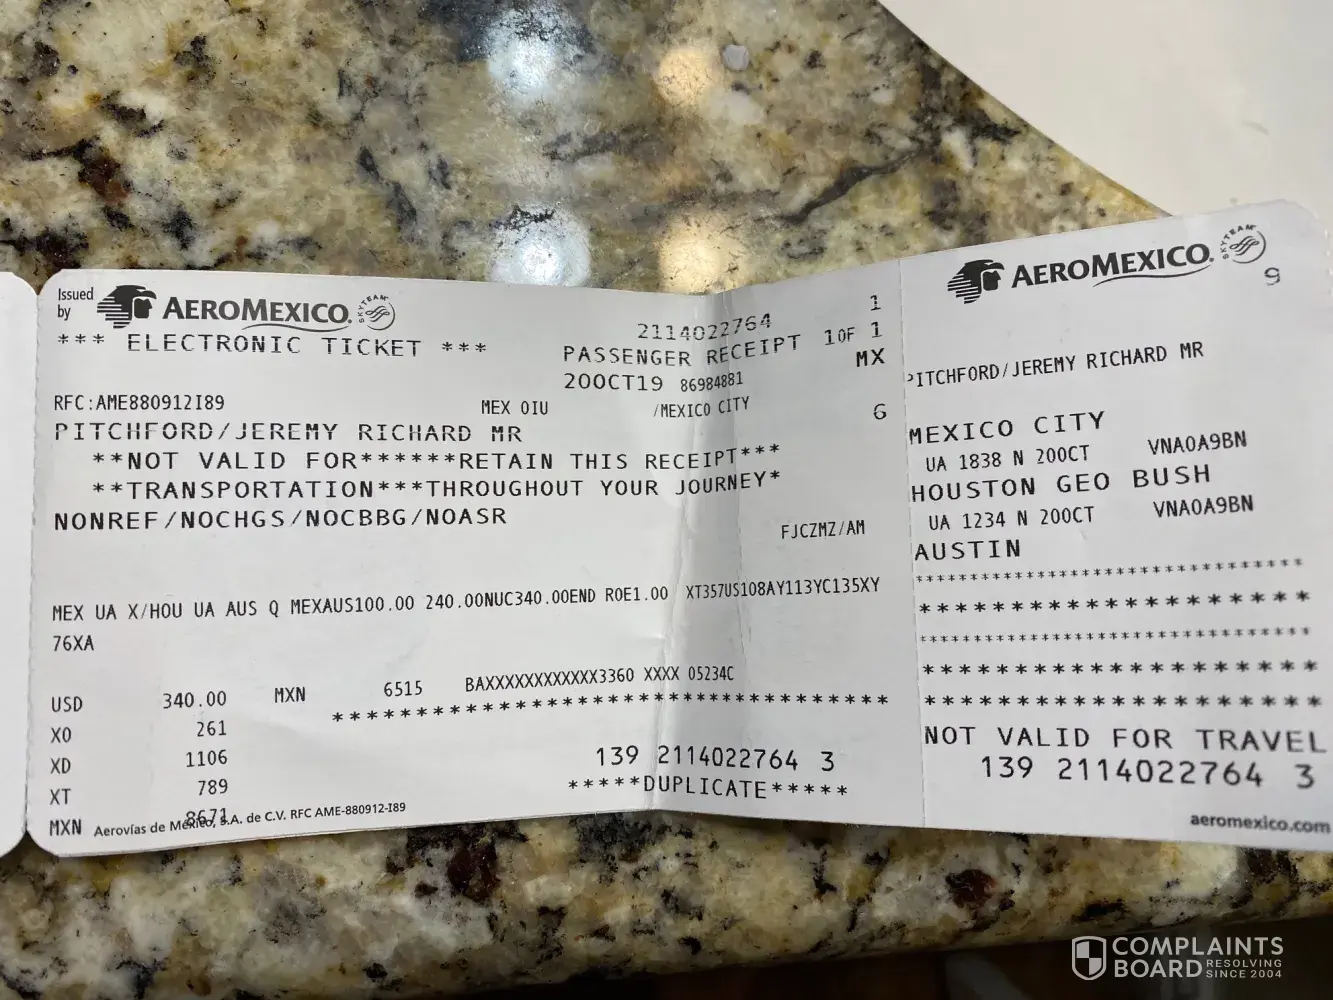 Issued by AEROMEXICO. SKYTEAM
*** ELECTRONIC TICKET ***
2114022764 1
PASSENGER RECEIPT 1OF 1
20OCT19 86984881 MX
RFC:AME880912I89 MEX OIU /MEXICO CITY 6
PITCHFORD/JEREMY RICHARD MR
**NOT VALID FOR******RETAIN THIS RECEIPT***
**TRANSPORTATION***THROUGHOUT YOUR JOURNEY*
NONREF/NOCHGS/NOCBBG/NOASR
FJCZMZ/AM
MEX UA X/HOU UA AUS Q MEXAUS100.00 240.00NUC340.00END ROE1.00 XT357US108AY113YC135XY
76XA
USD 340.00 MXN 6515 BAXXXXXXXXXXXX3360 XXXX 05234C
XO 261
XD 1106
XT 789
MXN 8671
139 2114022764 3
*****DUPLICATE*****
Aerovías de México, S.A. de C.V. RFC AME-880912-I89
AEROMEXICO. SKYTEAM
9
PITCHFORD/JEREMY RICHARD MR
MEXICO CITY
UA 1838 N 20OCT VNA0A9BN
HOUSTON GEO BUSH
UA 1234 N 20OCT VNA0A9BN
AUSTIN
NOT VALID FOR TRAVEL
139 2114022764 3
aeromexico.com
COMPLAINTS
BOARD RESOLVING SINCE 2004